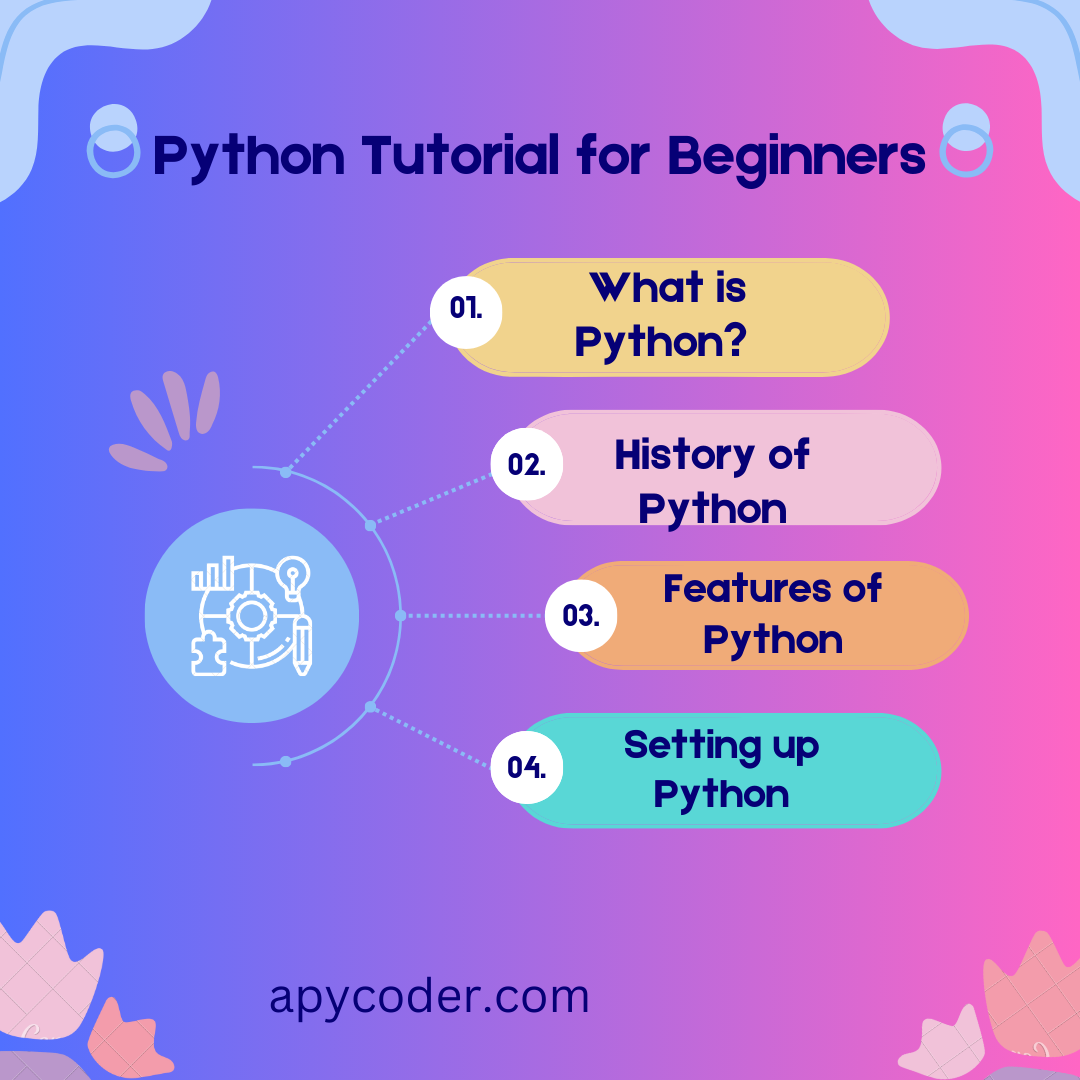 Python Tutorial for Beginners
01.
What is
Python?
02.
History of
Python
03.
Features of
Python
04.
Setting up
Python
apycoder.com